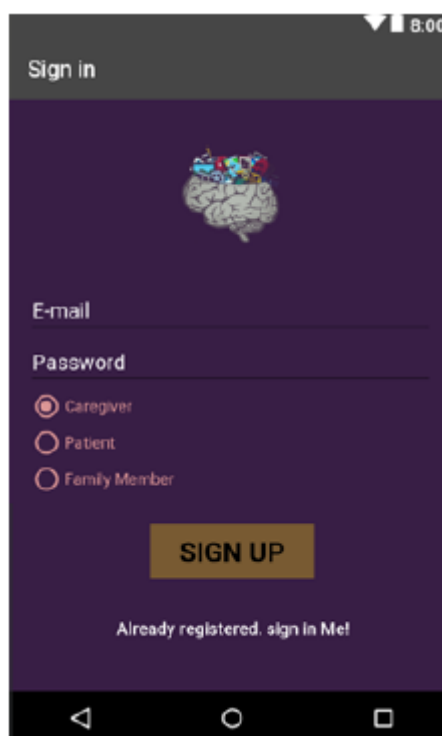 8:00
Sign in
E-mail
Password
Caregiver
Patient
Family Member
SIGN UP
Already registered. sign in Me!